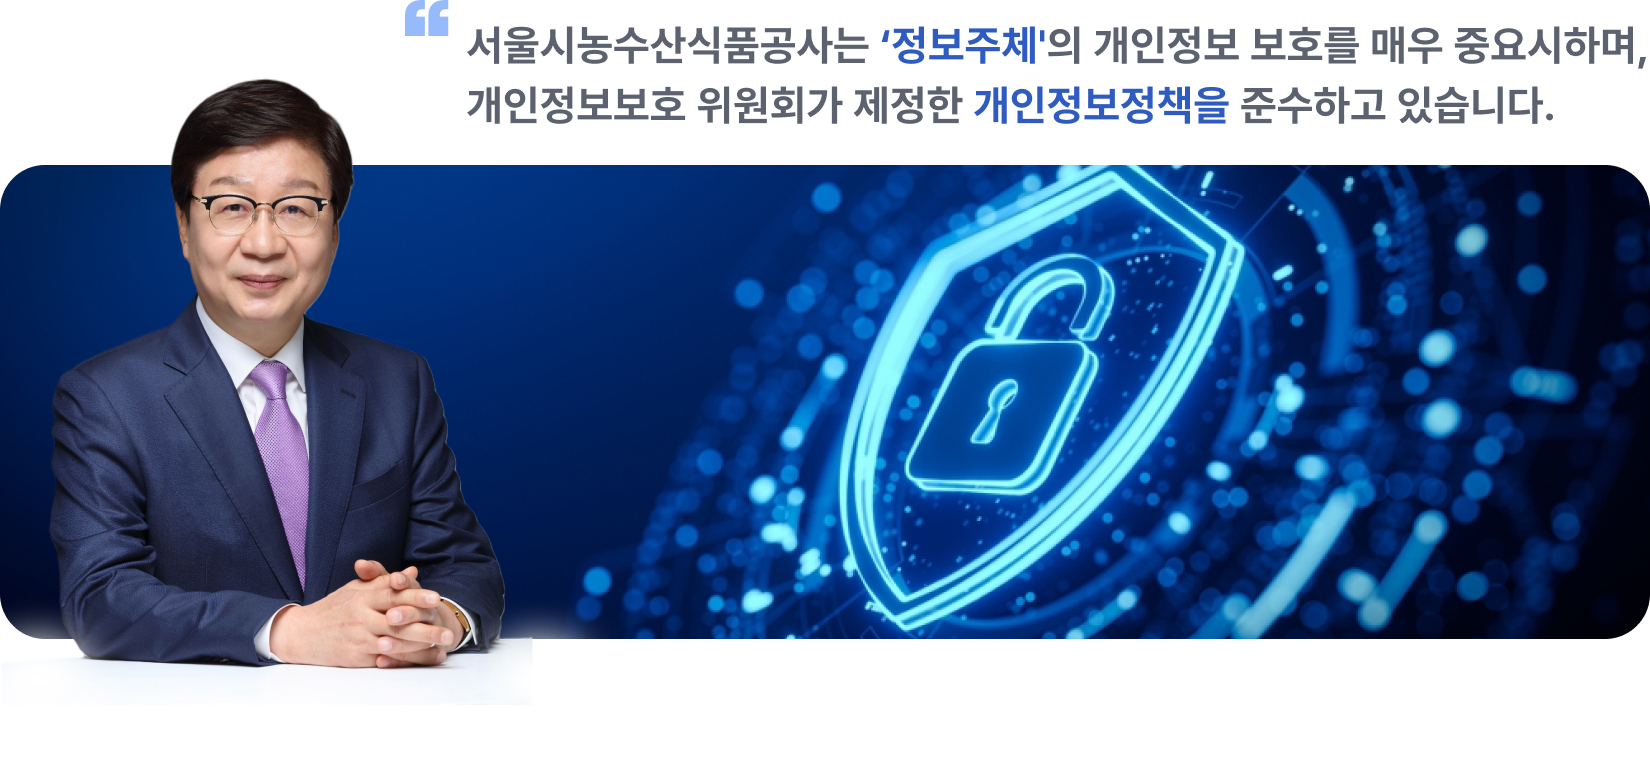 “
서울시농수산식품공사는 ‘정보주체'의 개인정보 보호를 매우 중요시하며,
개인정보보호 위원회가 제정한 개인정보정책을 준수하고 있습니다.